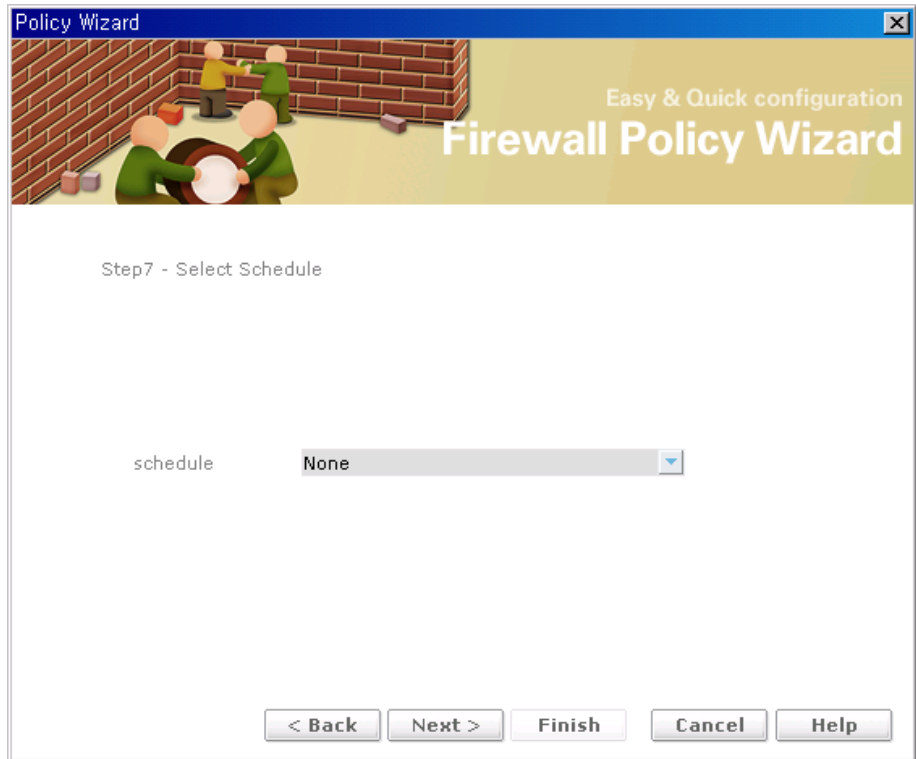 Policy Wizard
Easy & Quick configuration
Firewall Policy Wizard
Step7 - Select Schedule
schedule None
< Back Next > Finish Cancel Help